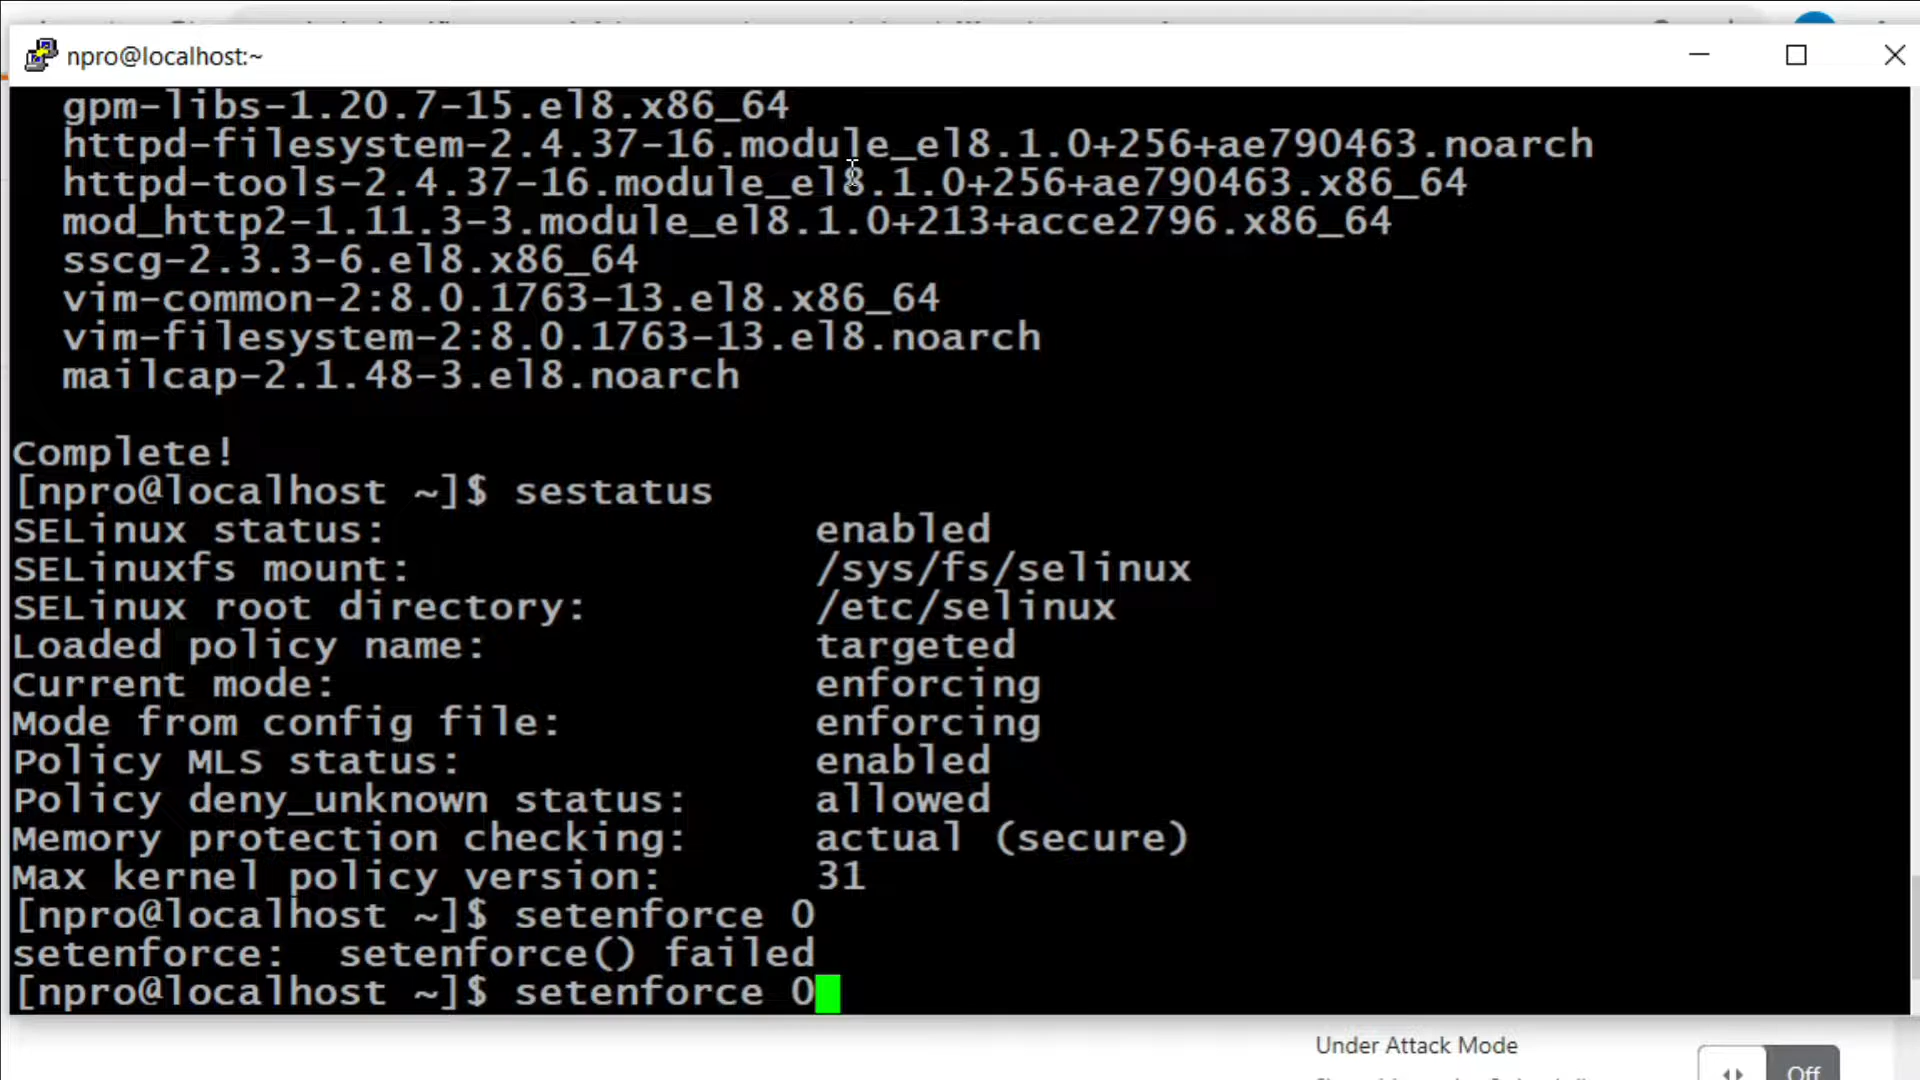 npro@localhost:~
gpm-libs-1.20.7-15.el8.x86_64
httpd-filesystem-2.4.37-16.module_el8.1.0+256+ae790463.noarch
httpd-tools-2.4.37-16.module_el8.1.0+256+ae790463.x86_64
mod_http2-1.11.3-3.module_el8.1.0+213+acce2796.x86_64
sscg-2.3.3-6.el8.x86_64
vim-common-2:8.0.1763-13.el8.x86_64
vim-filesystem-2:8.0.1763-13.el8.noarch
mailcap-2.1.48-3.el8.noarch
Complete!
[npro@localhost ~]$ sestatus
SELinux status: enabled
SELinuxfs mount: /sys/fs/selinux
SELinux root directory: /etc/selinux
Loaded policy name: targeted
Current mode: enforcing
Mode from config file: enforcing
Policy MLS status: enabled
Policy deny_unknown status: allowed
Memory protection checking: actual (secure)
Max kernel policy version: 31
[npro@localhost ~]$ setenforce 0
setenforce:  setenforce() failed
[npro@localhost ~]$ setenforce 0
Under Attack Mode
Off